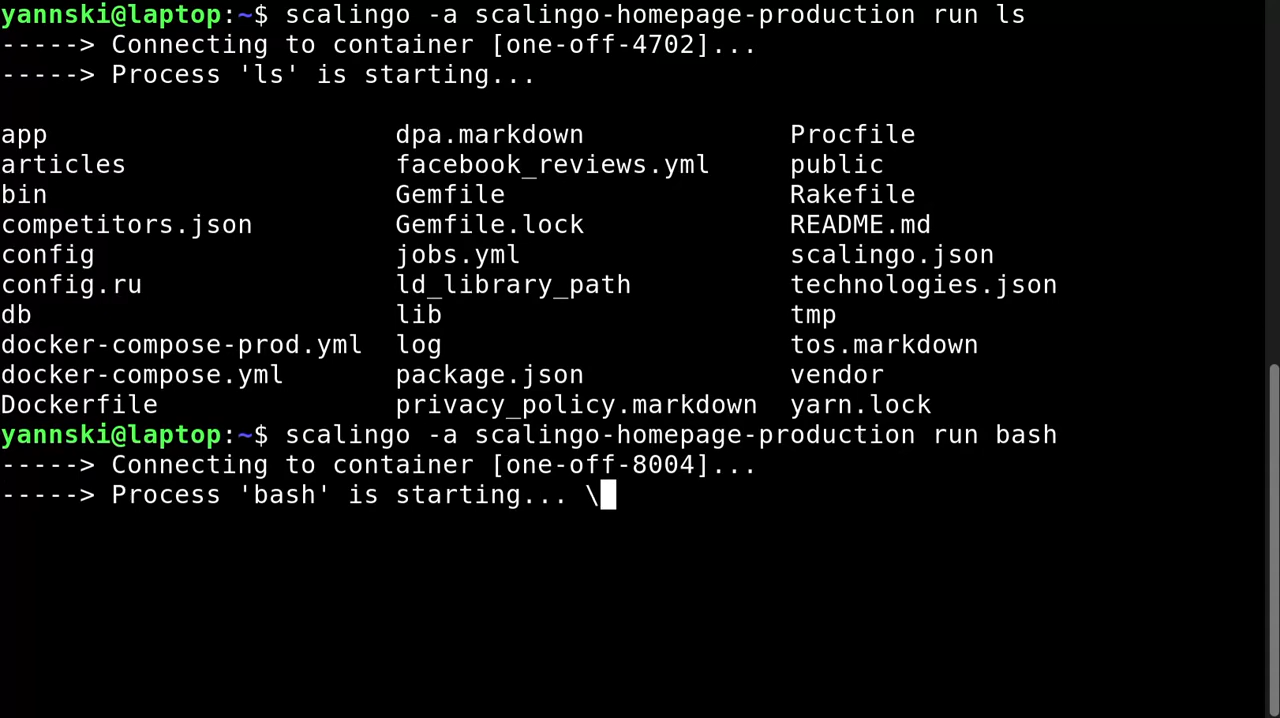 yannski@laptop:~$ scalingo -a scalingo-homepage-production run ls
-----> Connecting to container [one-off-4702]...
-----> Process 'ls' is starting...
app dpa.markdown Procfile
articles facebook_reviews.yml public
bin Gemfile Rakefile
competitors.json Gemfile.lock README.md
config jobs.yml scalingo.json
config.ru ld_library_path technologies.json
db lib tmp
docker-compose-prod.yml log tos.markdown
docker-compose.yml package.json vendor
Dockerfile privacy_policy.markdown yarn.lock
yannski@laptop:~$ scalingo -a scalingo-homepage-production run bash
-----> Connecting to container [one-off-8004]...
-----> Process 'bash' is starting... \